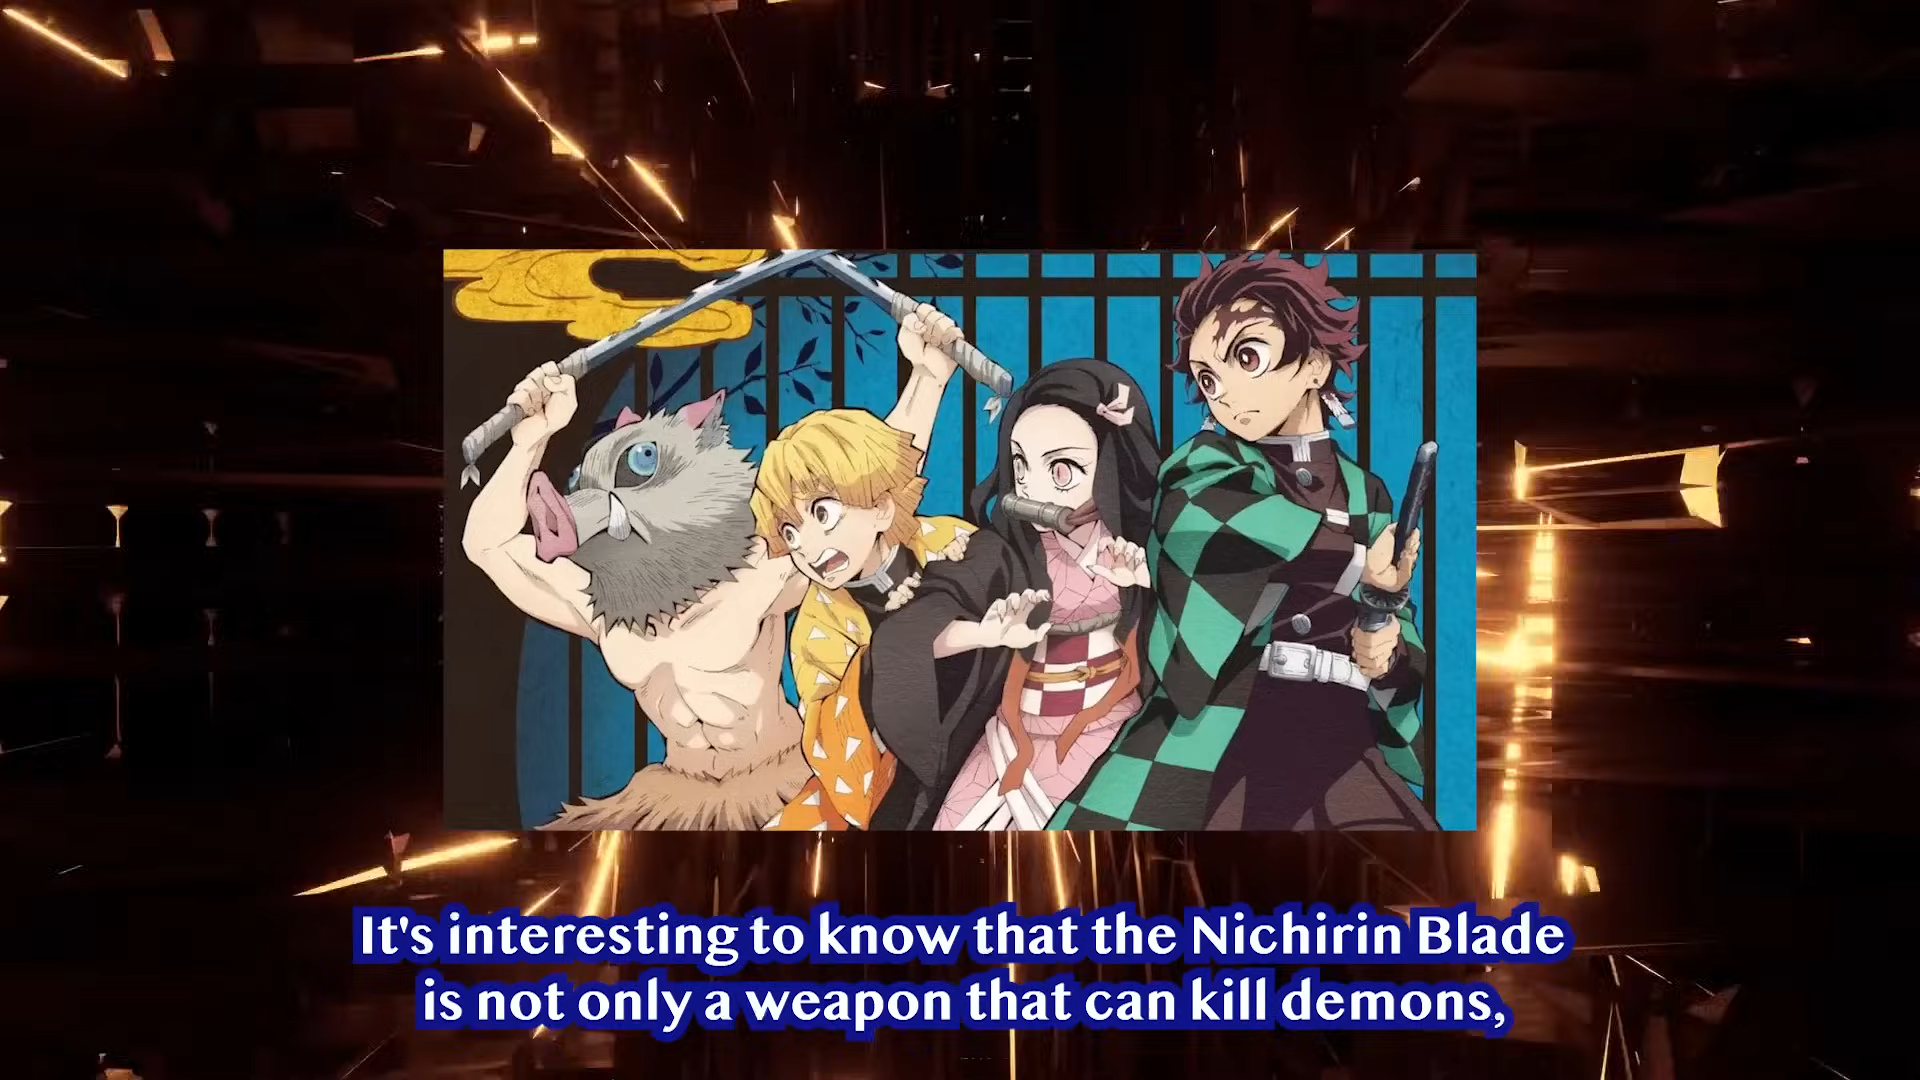 It's interesting to know that the Nichirin Blade
is not only a weapon that can kill demons,